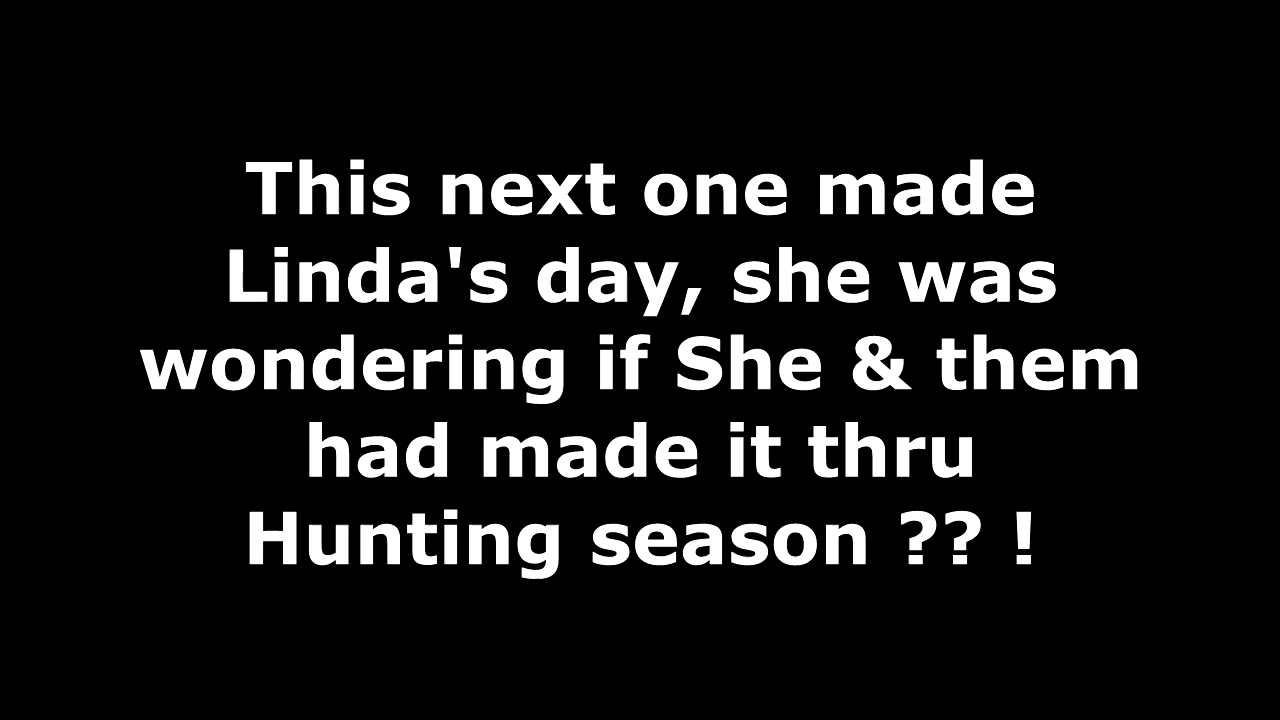 This next one made
Linda's day, she was
wondering if She & them
had made it thru
Hunting season ?? !